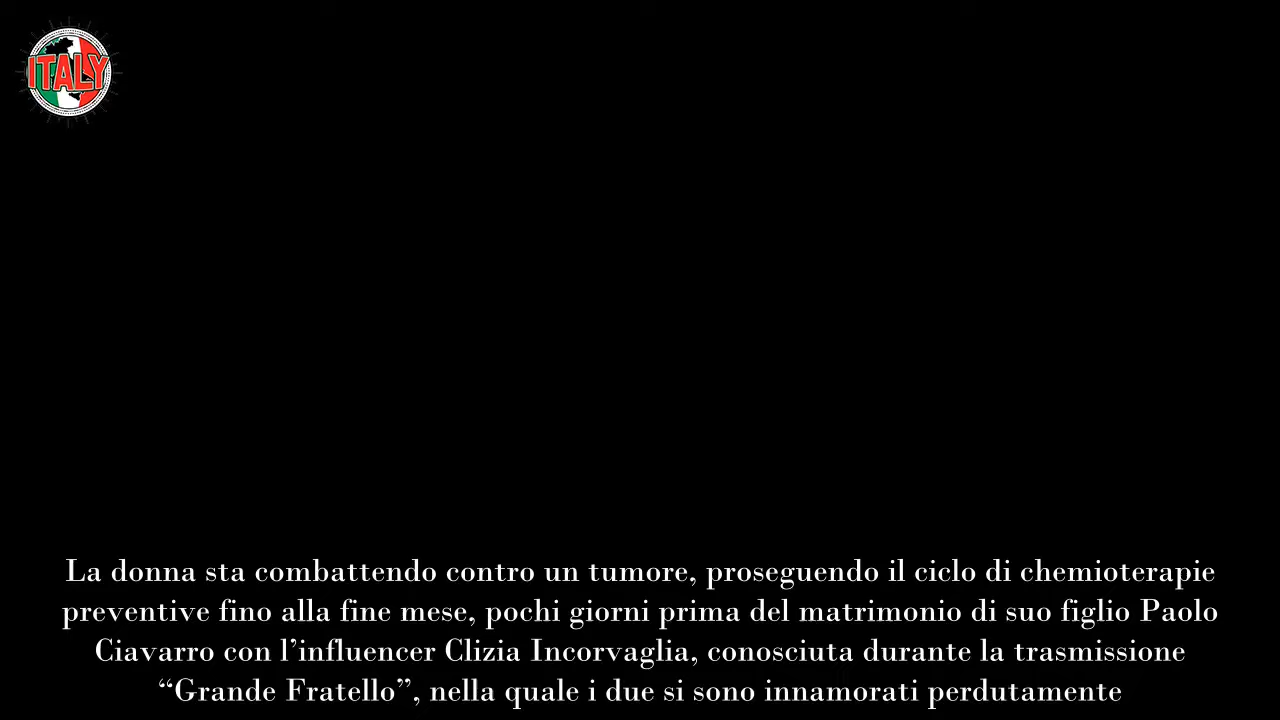 ITALY
La donna sta combattendo contro un tumore, proseguendo il ciclo di chemioterapie
preventive fino alla fine mese, pochi giorni prima del matrimonio di suo figlio Paolo
Ciavarro con l’influencer Clizia Incorvaglia, conosciuta durante la trasmissione
“Grande Fratello”, nella quale i due si sono innamorati perdutamente